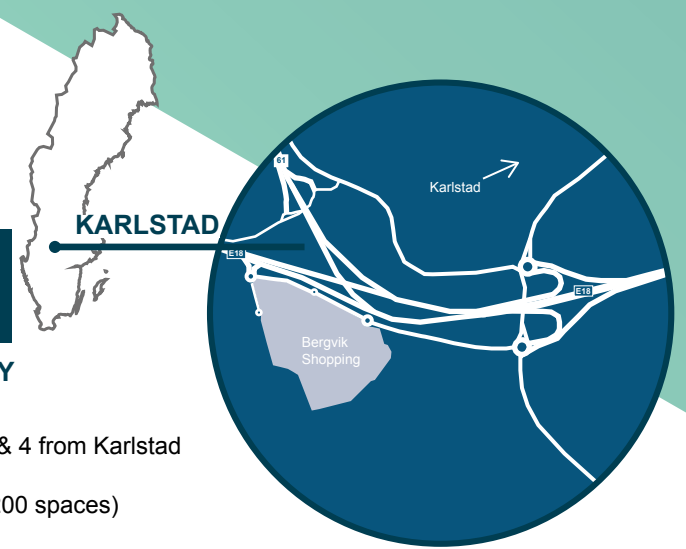 KARLSTAD
61
Karlstad
E18
E18
Bergvik
Shopping
Y
& 4 from Karlstad
00 spaces)